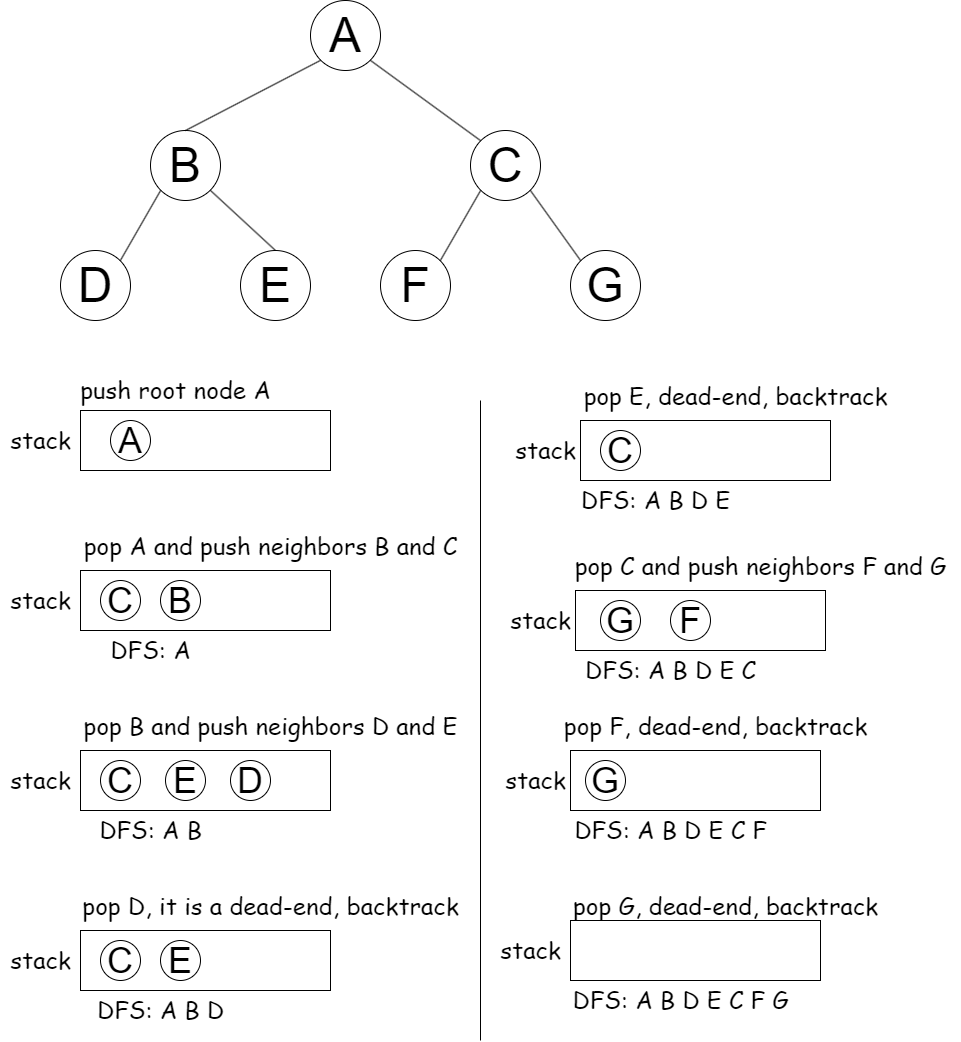 A
B
C
D
E
F
G
push root node A
stack
A
pop A and push neighbors B and C
stack
C B
DFS: A
pop B and push neighbors D and E
stack
C E D
DFS: A B
pop D, it is a dead-end, backtrack
stack
C E
DFS: A B D
pop E, dead-end, backtrack
stack
C
DFS: A B D E
pop C and push neighbors F and G
stack
G F
DFS: A B D E C
pop F, dead-end, backtrack
stack
G
DFS: A B D E C F
pop G, dead-end, backtrack
stack
DFS: A B D E C F G